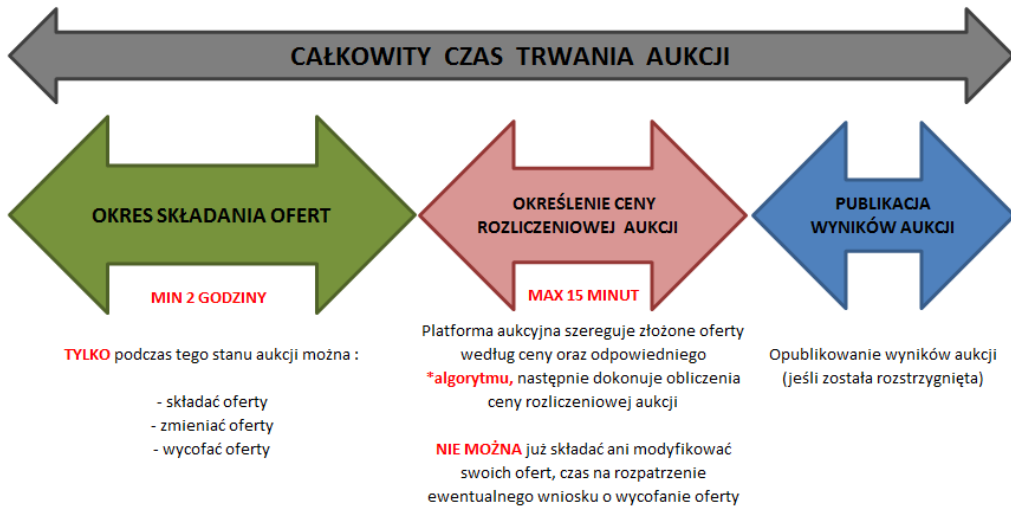 CAŁKOWITY CZAS TRWANIA AUKCJI
OKRES SKŁADANIA OFERT
MIN 2 GODZINY
TYLKO podczas tego stanu aukcji można :
- składać oferty
- zmieniać oferty
- wycofać oferty
OKREŚLENIE CENY
ROZLICZENIOWEJ AUKCJI
MAX 15 MINUT
Platforma aukcyjna szereguje złożone oferty
według ceny oraz odpowiedniego
*algorytmu, następnie dokonuje obliczenia
ceny rozliczeniowej aukcji
NIE MOŻNA już składać ani modyfikować
swoich ofert, czas na rozpatrzenie
ewentualnego wniosku o wycofanie oferty
PUBLIKACJA
WYNIKÓW AUKCJI
Opublikowanie wyników aukcji
(jeśli została rozstrzygnięta)